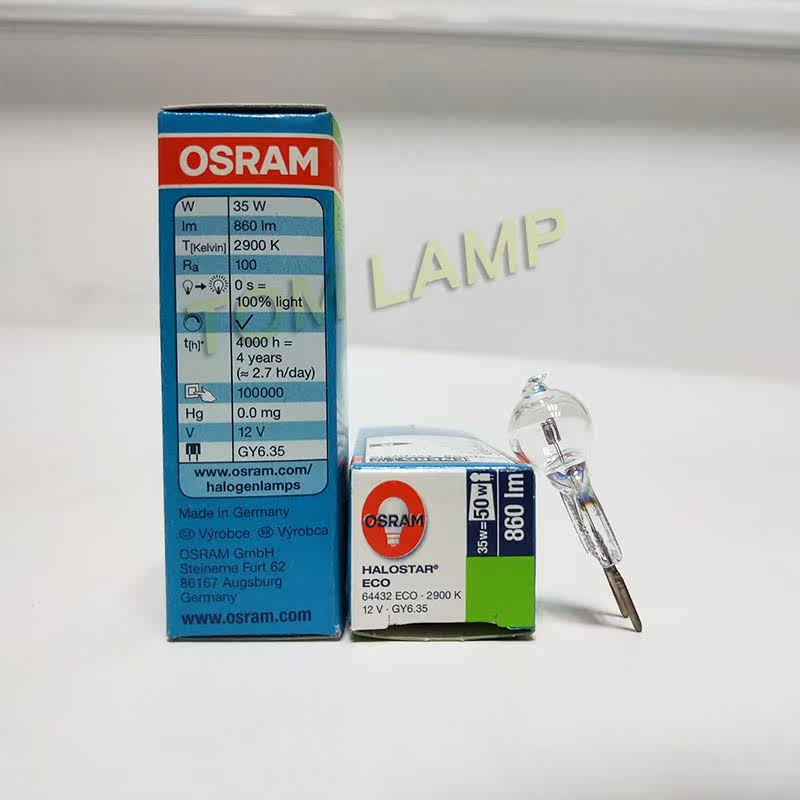 OSRAM
W 35 W
lm 860 lm
T[Kelvin] 2900 K
Ra 100
0 s =
100% light
✓
t[h]* 4000 h =
4 years
(≈ 2.7 h/day)
100000
Hg 0.0 mg
V 12 V
GY6.35
www.osram.com/
halogenlamps
Made in Germany
CZ Výrobce SK Výrobca
OSRAM GmbH
Steinerne Furt 62
86167 Augsburg
Germany
www.osram.com
TOM LAMP
OSRAM
HALOSTAR®
ECO
64432 ECO · 2900 K
12 V · GY6.35
35w=50w
860 lm